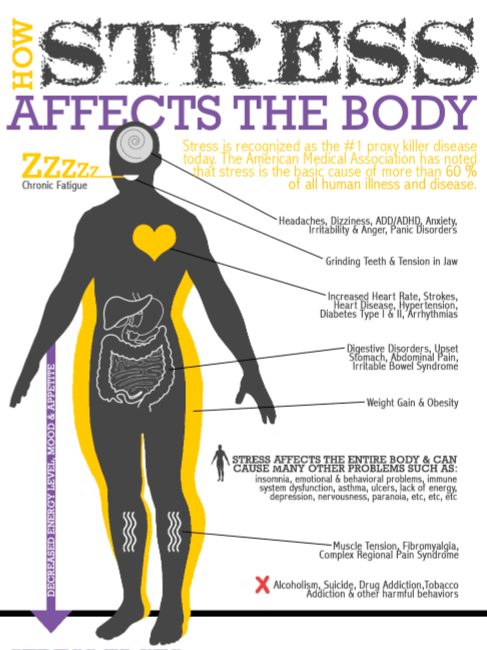 HOW
STRESS
AFFECTS THE BODY
Stress is recognized as the #1 proxy killer disease
today. The American Medical Association has noted
that stress is the basic cause of more than 60 %
of all human illness and disease.
ZZZZZ
Chronic Fatigue
Headaches, Dizziness, ADD/ADHD, Anxiety,
Irritability & Anger, Panic Disorders
Grinding Teeth & Tension in Jaw
Increased Heart Rate, Strokes,
Heart Disease, Hypertension,
Diabetes Type I & II, Arrhythmias
Digestive Disorders, Upset
Stomach, Abdominal Pain,
Irritable Bowel Syndrome
Weight Gain & Obesity
DECREASED ENERGY LEVEL, MOOD & APPETITE
STRESS AFFECTS THE ENTIRE BODY & CAN
CAUSE MANY OTHER PROBLEMS SUCH AS:
insomnia, emotional & behavioral problems, immune
system dysfunction, asthma, ulcers, lack of energy,
depression, nervousness, paranoia, etc, etc, etc
Muscle Tension, Fibromyalgia,
Complex Regional Pain Syndrome
Alcoholism, Suicide, Drug Addiction,Tobacco
Addiction & other harmful behaviors